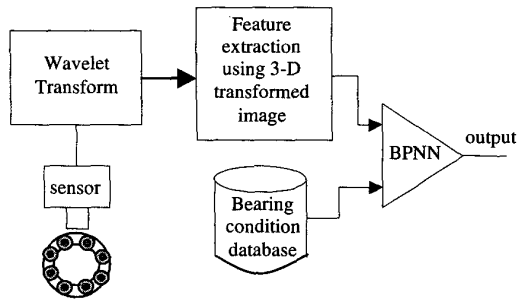 Wavelet
Transform
Feature
extraction
using 3-D
transformed
image
sensor
Bearing
condition
database
BPNN
output